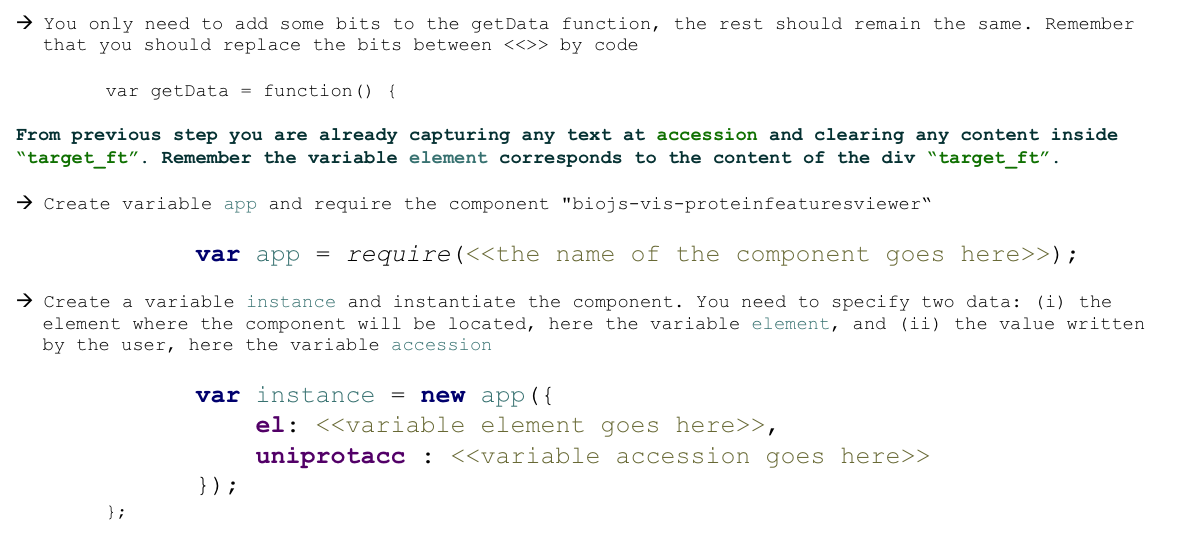 → You only need to add some bits to the getData function, the rest should remain the same. Remember
that you should replace the bits between <<>> by code
var getData = function() {
From previous step you are already capturing any text at accession and clearing any content inside
“target_ft”. Remember the variable element corresponds to the content of the div “target_ft”.
→ Create variable app and require the component "biojs-vis-proteinfeaturesviewer“
var app = require(<<the name of the component goes here>>);
→ Create a variable instance and instantiate the component. You need to specify two data: (i) the
element where the component will be located, here the variable element, and (ii) the value written
by the user, here the variable accession
var instance = new app({
el: <<variable element goes here>>,
uniprotacc : <<variable accession goes here>>
});
};